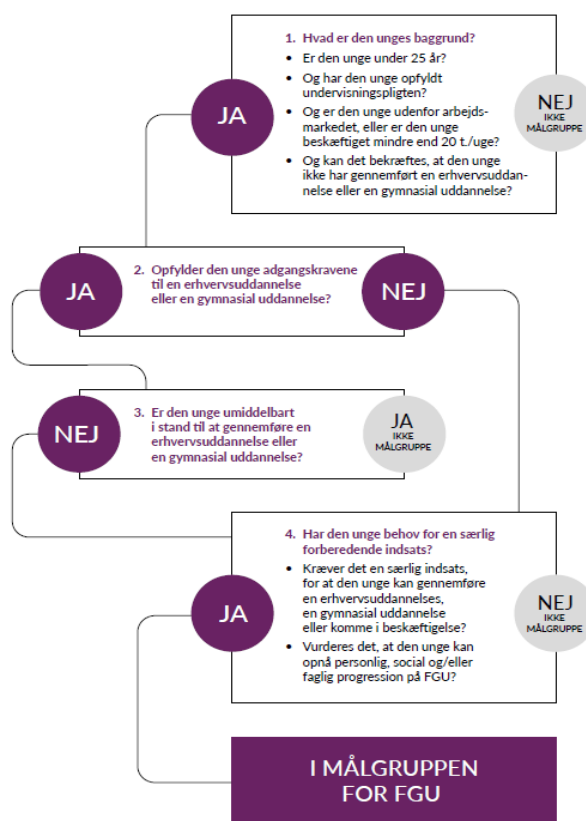 1. Hvad er den unges baggrund?
• Er den unge under 25 år?
• Og har den unge opfyldt
undervisningspligten?
• Og er den unge udenfor arbejds-
markedet, eller er den unge
beskæftiget mindre end 20 t./uge?
• Og kan det bekræftes, at den unge
ikke har gennemført en erhvervsuddan-
nelse eller en gymnasial uddannelse?
JA
NEJ
IKKE
MÅLGRUPPE
2. Opfylder den unge adgangskravene
til en erhvervsuddannelse
eller en gymnasial uddannelse?
JA
NEJ
3. Er den unge umiddelbart
i stand til at gennemføre en
erhvervsuddannelse eller
en gymnasial uddannelse?
NEJ
JA
IKKE
MÅLGRUPPE
4. Har den unge behov for en særlig
forberedende indsats?
• Kræver det en særlig indsats,
for at den unge kan gennemføre
en erhvervsuddannelses,
en gymnasial uddannelse
eller komme i beskæftigelse?
• Vurderes det, at den unge kan
opnå personlig, social og/eller
faglig progression på FGU?
JA
NEJ
IKKE
MÅLGRUPPE
I MÅLGRUPPEN
FOR FGU